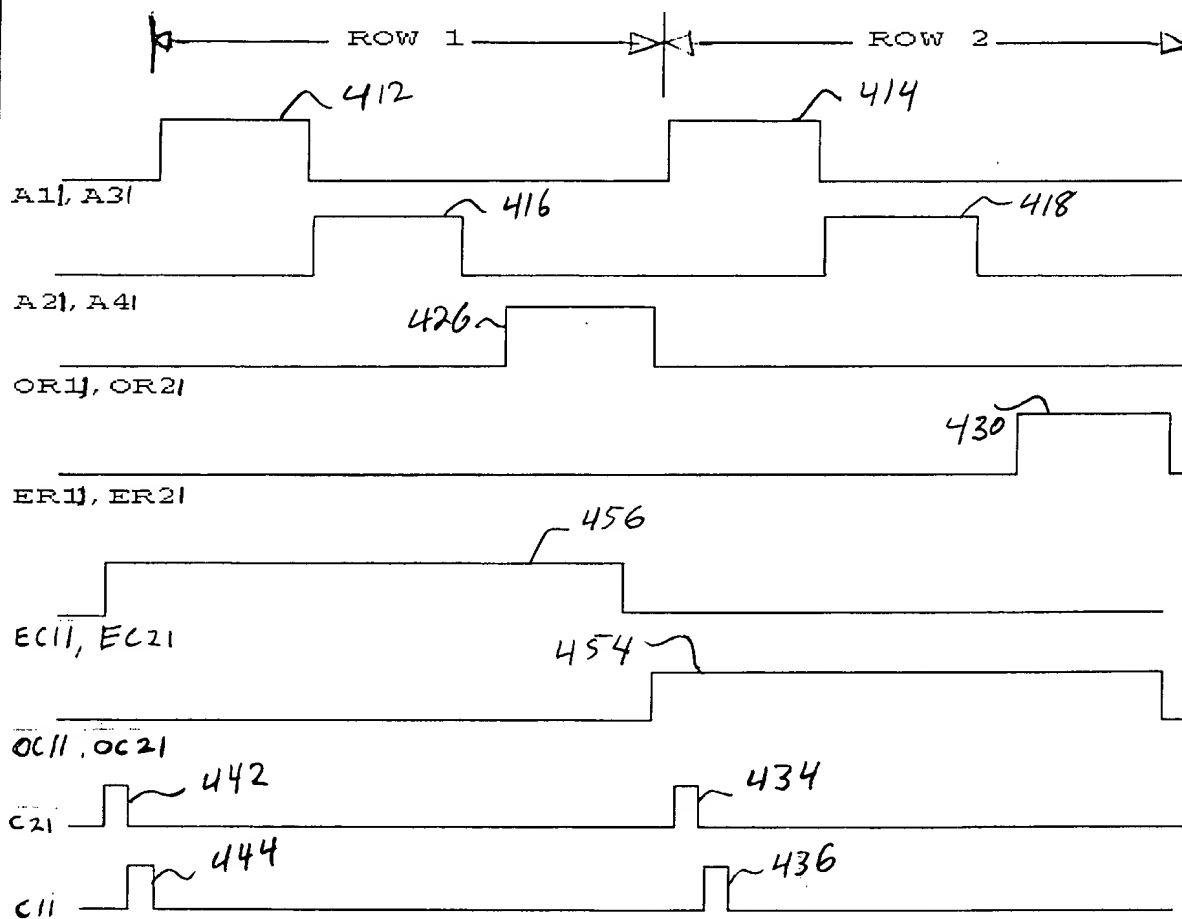 ROW 1 ROW 2
412 414
A11, A31
416 418
A21, A41
426
OR11, OR21
430
ER11, ER21
456
EC11, EC21
454
OC11, OC21
442 434
C21
444 436
C11